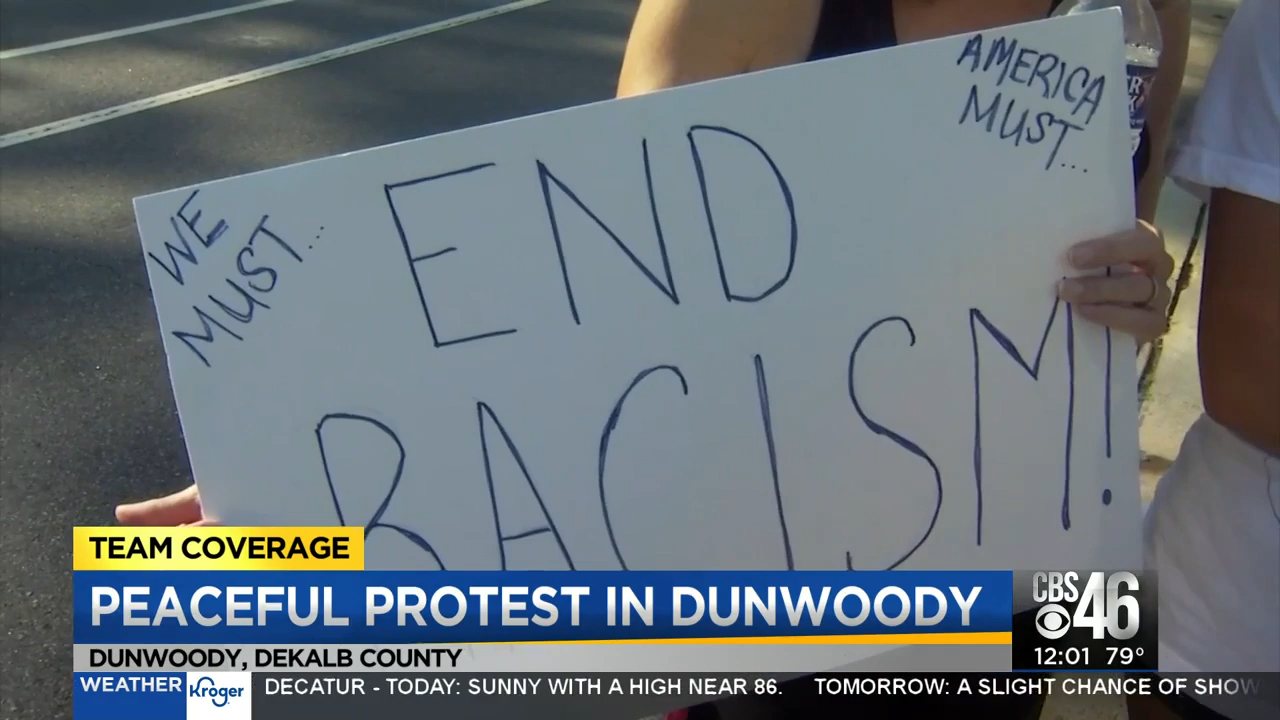 AMERICA
MUST...
WE
MUST...
END
RACISM!
TEAM COVERAGE
PEACEFUL PROTEST IN DUNWOODY
DUNWOODY, DEKALB COUNTY
CBS 46
12:01 79°
WEATHER Kroger DECATUR - TODAY: SUNNY WITH A HIGH NEAR 86. TOMORROW: A SLIGHT CHANCE OF SHOW